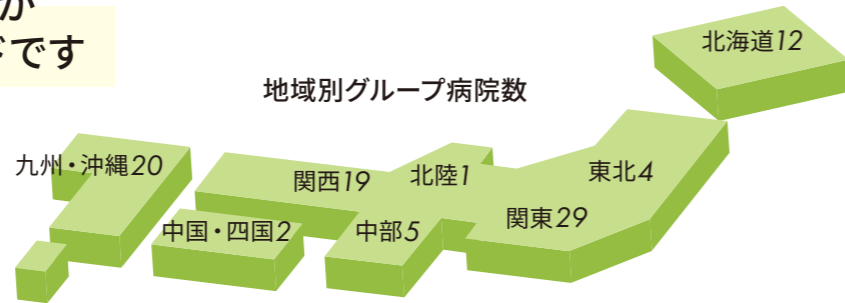 が
です
地域別グループ病院数
北海道12
東北4
北陸1
関東29
関西19
中部5
中国・四国2
九州・沖縄20